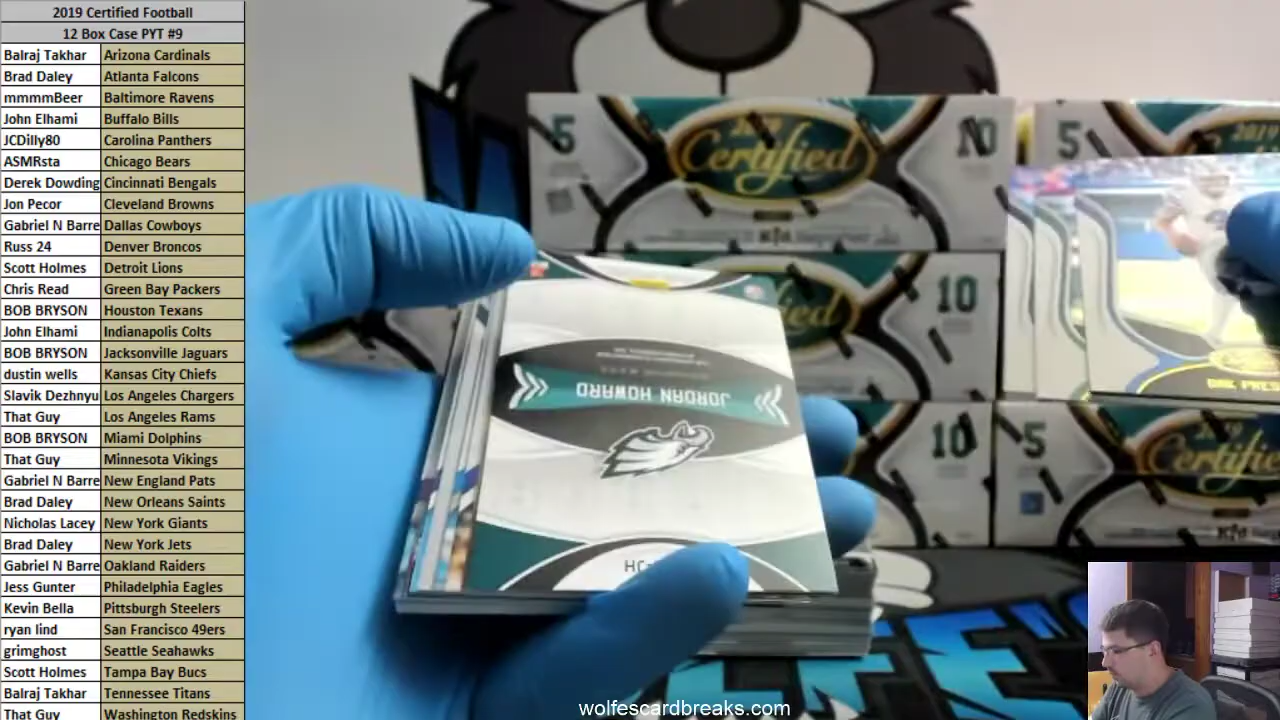 2019 Certified Football
12 Box Case PYT #9
Balraj Takhar Arizona Cardinals
Brad Daley Atlanta Falcons
mmmmBeer Baltimore Ravens
John Elhami Buffalo Bills
JCDilly80 Carolina Panthers
ASMRsta Chicago Bears
Derek Dowding Cincinnati Bengals
Jon Pecor Cleveland Browns
Gabriel N Barre Dallas Cowboys
Russ 24 Denver Broncos
Scott Holmes Detroit Lions
Chris Read Green Bay Packers
BOB BRYSON Houston Texans
John Elhami Indianapolis Colts
BOB BRYSON Jacksonville Jaguars
dustin wells Kansas City Chiefs
Slavik Dezhnyu Los Angeles Chargers
That Guy Los Angeles Rams
BOB BRYSON Miami Dolphins
That Guy Minnesota Vikings
Gabriel N Barre New England Pats
Brad Daley New Orleans Saints
Nicholas Lacey New York Giants
Brad Daley New York Jets
Gabriel N Barre Oakland Raiders
Jess Gunter Philadelphia Eagles
Kevin Bella Pittsburgh Steelers
ryan lind San Francisco 49ers
grimghost Seattle Seahawks
Scott Holmes Tampa Bay Bucs
Balraj Takhar Tennessee Titans
That Guy Washington Redskins
5 2019 Certified 10
5 2019
10
10 5 2019 Certified
JORDAN HOWARD
HC
DAK PRES
wolfescardbreaks.com